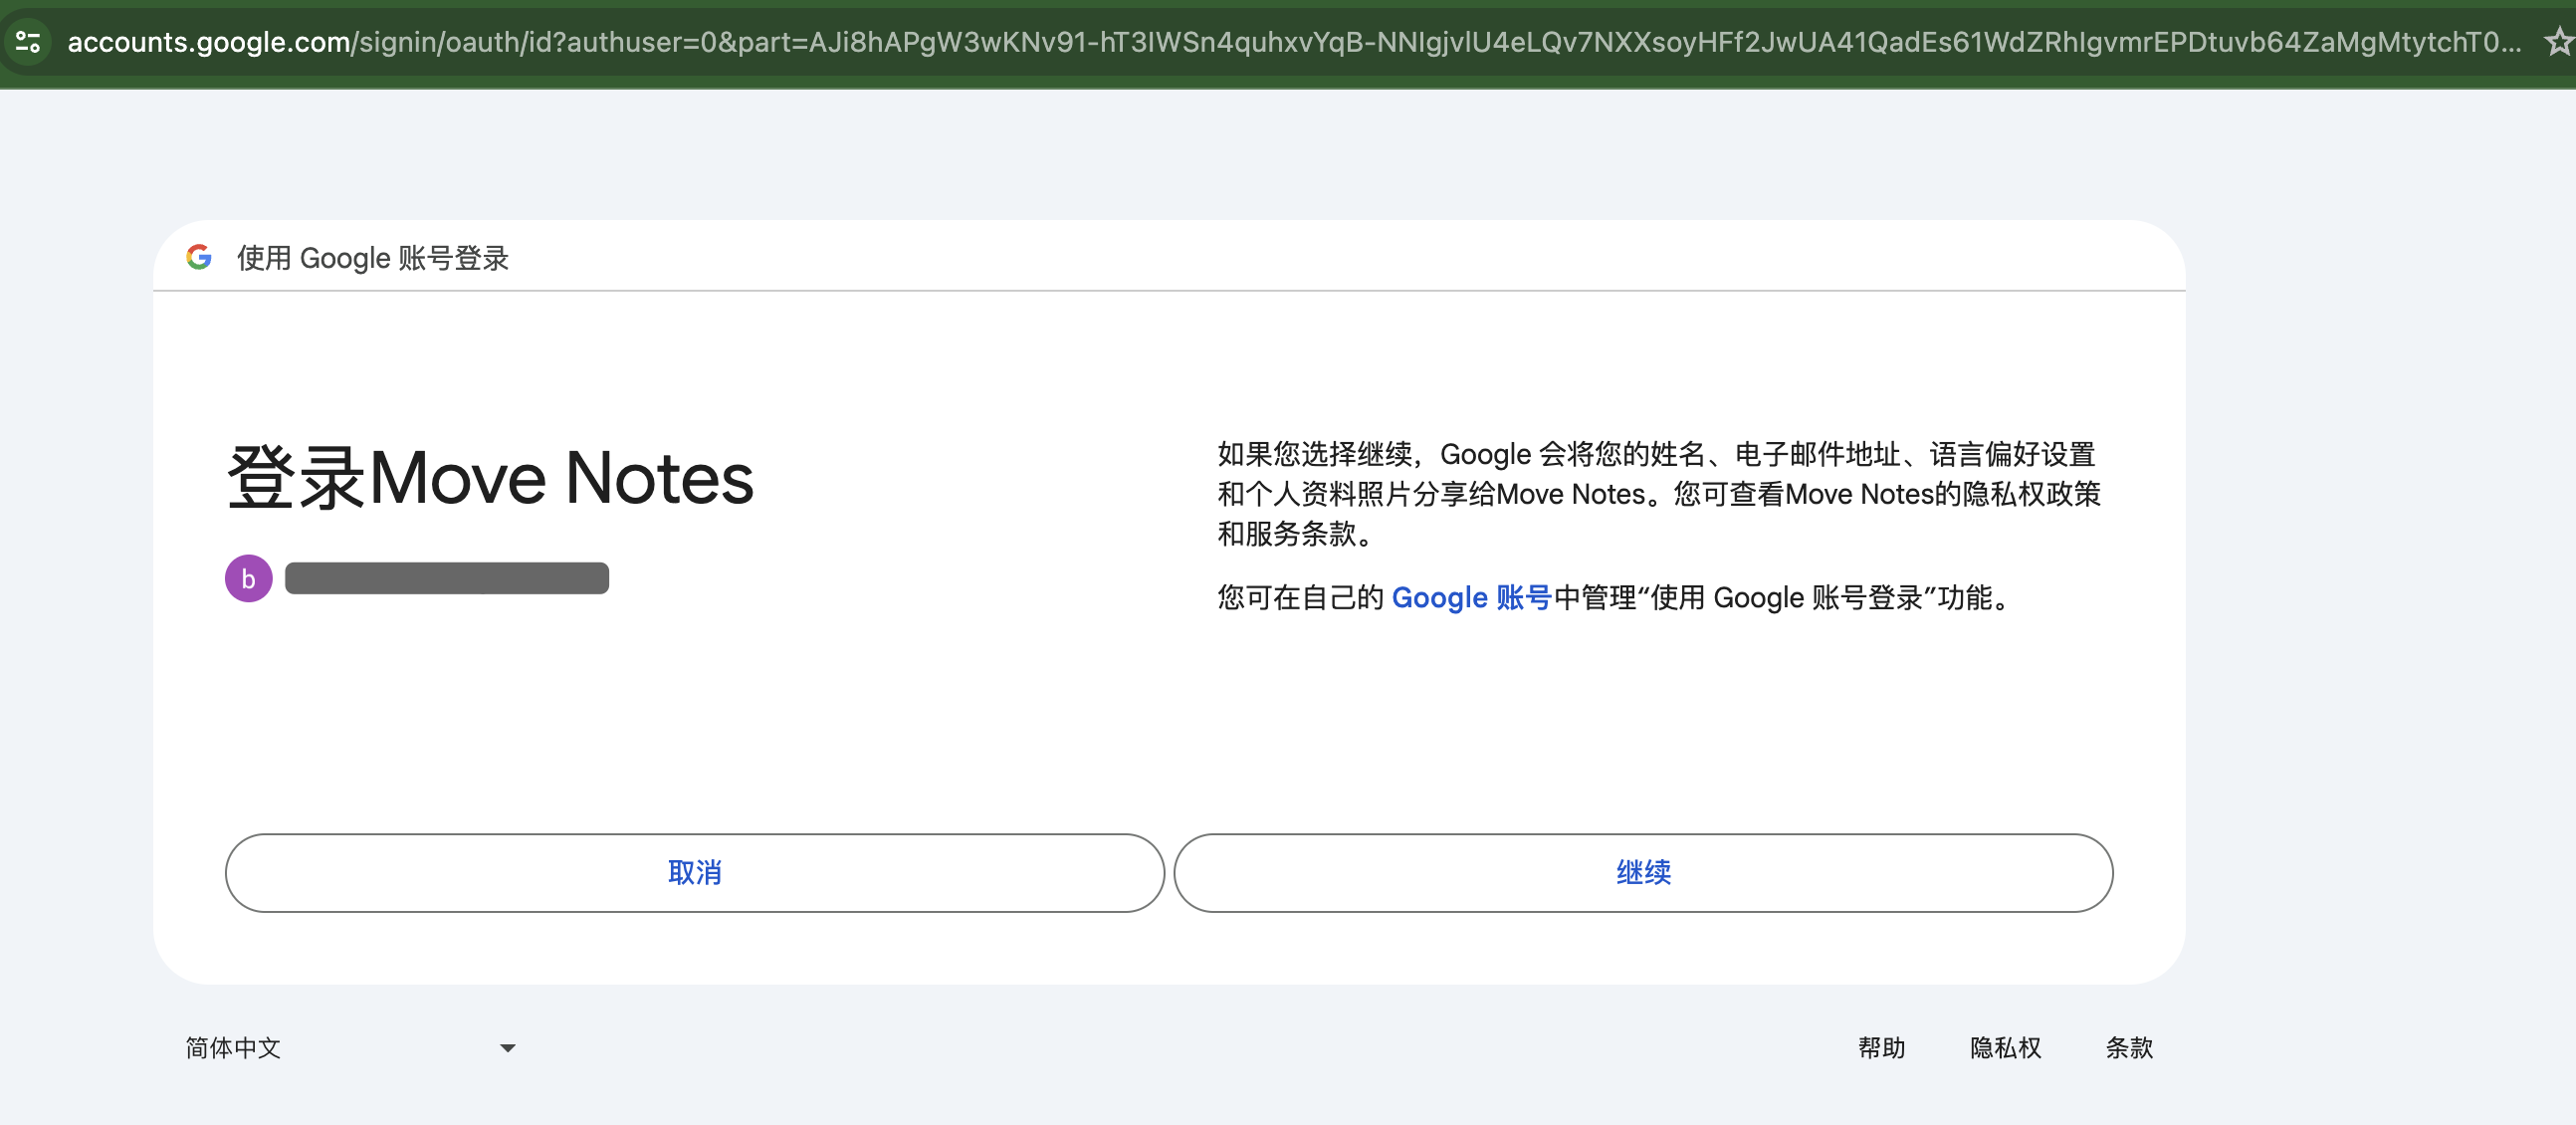 accounts.google.com/signin/oauth/id?authuser=0&part=AJi8hAPgW3wKNv91-hT3IWSn4quhxvYqB-NNIgjvlU4eLQv7NXXsoyHFf2JwUA41QadEs61WdZRhIgvmrEPDtuvb64ZaMgMtytchT0...
使用 Google 账号登录
登录Move Notes
b
如果您选择继续，Google 会将您的姓名、电子邮件地址、语言偏好设置
和个人资料照片分享给Move Notes。您可查看Move Notes的隐私权政策
和服务条款。
您可在自己的 Google 账号中管理“使用 Google 账号登录”功能。
取消
继续
简体中文
帮助 隐私权 条款